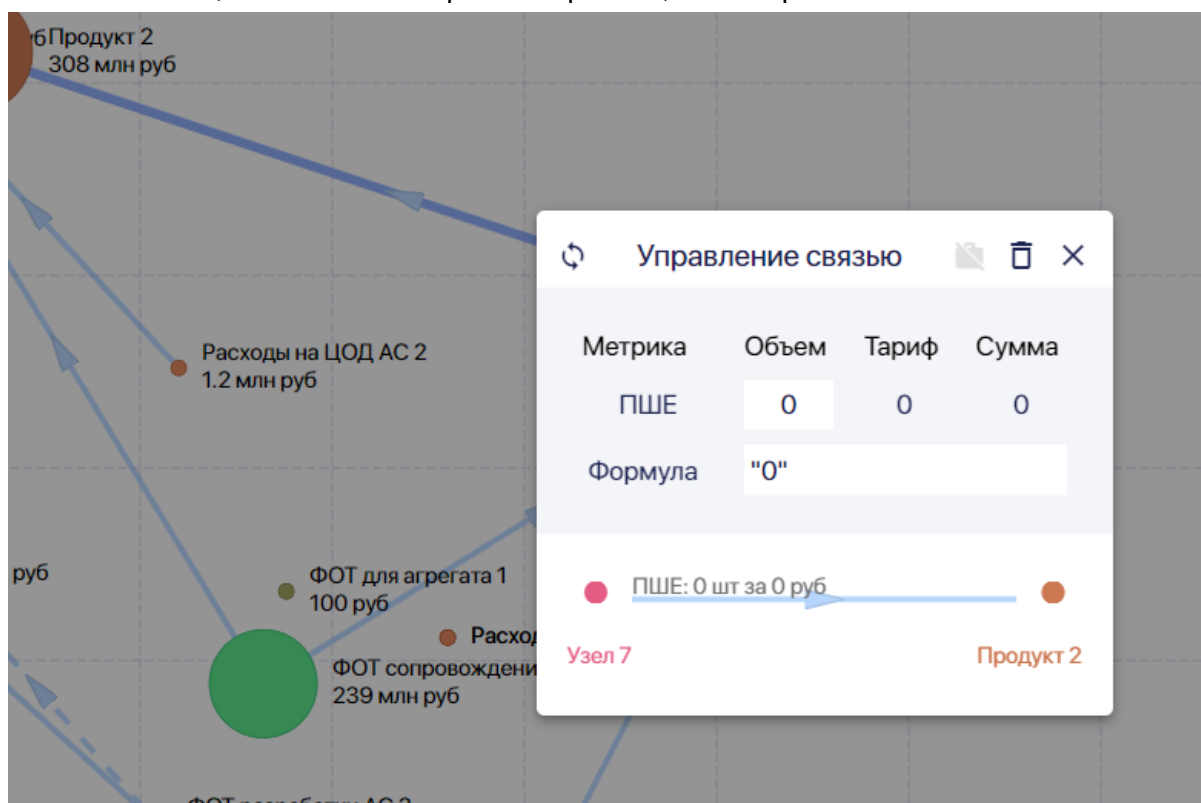 Продукт 2
308 млн руб
Управление связью
Метрика Объем Тариф Сумма
ПШЕ 0 0 0
Формула "0"
ПШЕ: 0 шт за 0 руб
Узел 7 Продукт 2
Расходы на ЦОД АС 2
1.2 млн руб
руб
ФОТ для агрегата 1
100 руб
ФОТ сопровождени
239 млн руб